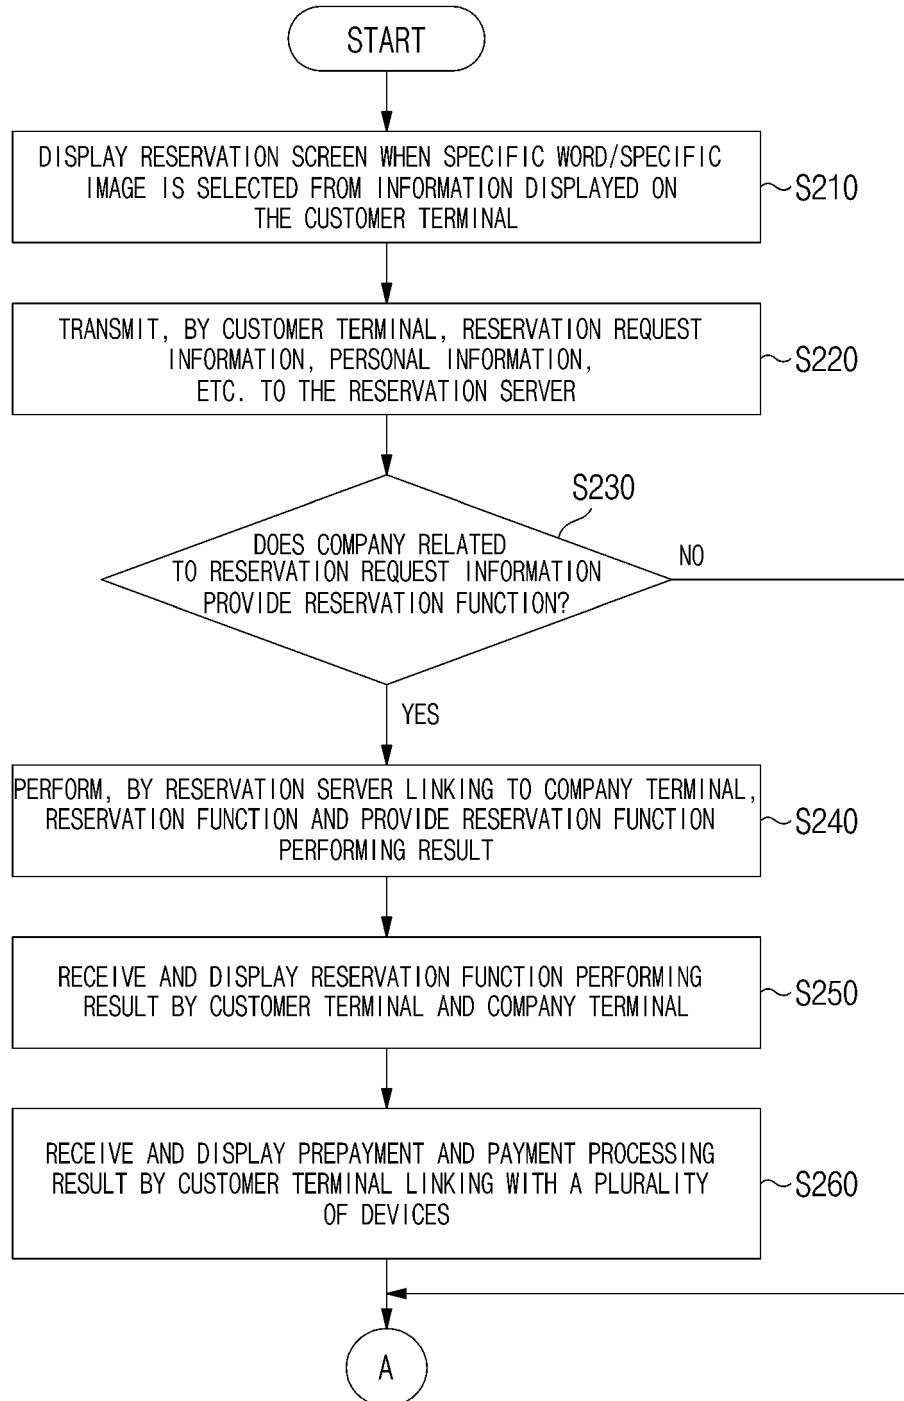 START
DISPLAY RESERVATION SCREEN WHEN SPECIFIC WORD/SPECIFIC
IMAGE IS SELECTED FROM INFORMATION DISPLAYED ON
THE CUSTOMER TERMINAL
S210
TRANSMIT, BY CUSTOMER TERMINAL, RESERVATION REQUEST
INFORMATION, PERSONAL INFORMATION,
ETC. TO THE RESERVATION SERVER
S220
S230
DOES COMPANY RELATED
TO RESERVATION REQUEST INFORMATION
PROVIDE RESERVATION FUNCTION?
NO
YES
PERFORM, BY RESERVATION SERVER LINKING TO COMPANY TERMINAL,
RESERVATION FUNCTION AND PROVIDE RESERVATION FUNCTION
PERFORMING RESULT
S240
RECEIVE AND DISPLAY RESERVATION FUNCTION PERFORMING
RESULT BY CUSTOMER TERMINAL AND COMPANY TERMINAL
S250
RECEIVE AND DISPLAY PREPAYMENT AND PAYMENT PROCESSING
RESULT BY CUSTOMER TERMINAL LINKING WITH A PLURALITY
OF DEVICES
S260
A